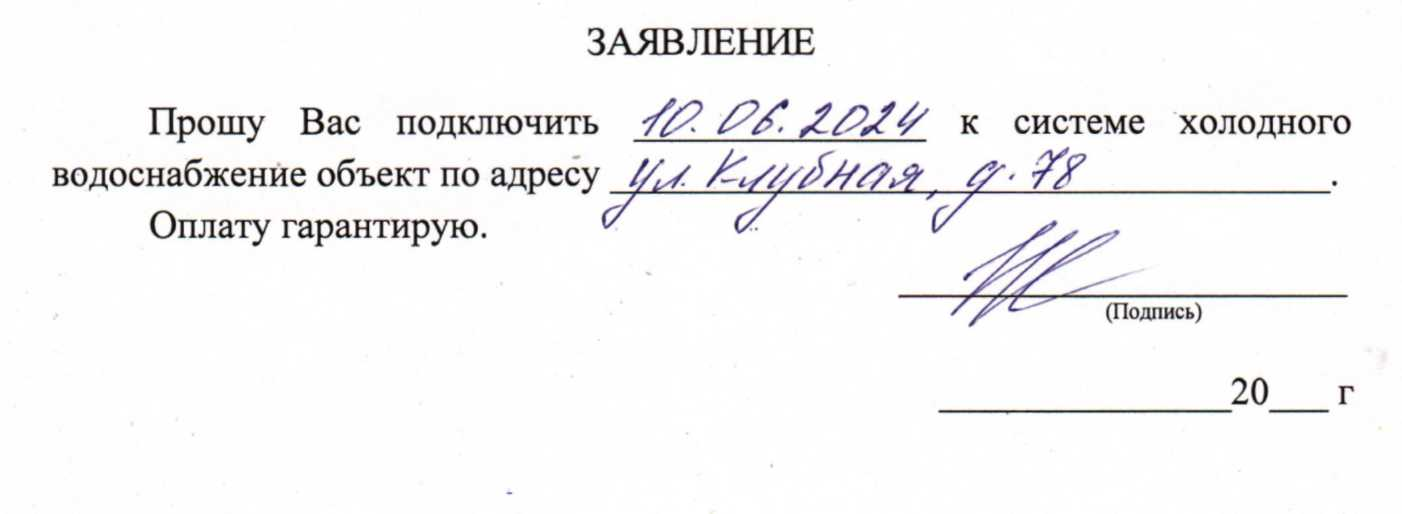 ЗАЯВЛЕНИЕ
Прошу Вас подключить 10.06.2024 к системе холодного
водоснабжение объект по адресу ул. Клубная, д. 78.
Оплату гарантирую.
(Подпись)
20___ г